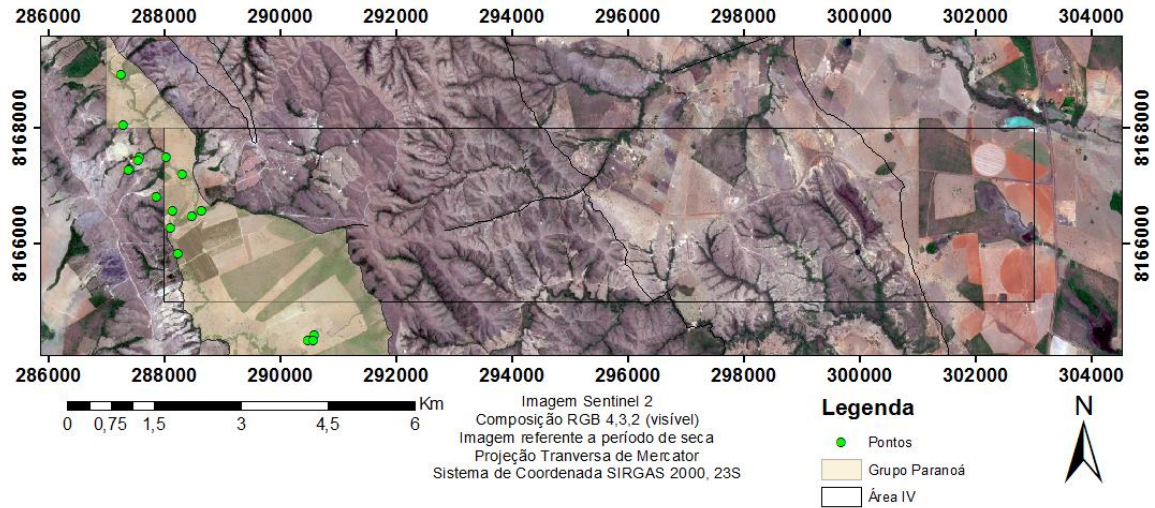 286000 288000 290000 292000 294000 296000 298000 300000 302000 304000
8168000 8168000
8166000 8166000
286000 288000 290000 292000 294000 296000 298000 300000 302000 304000
Km
0 0,75 1,5 3 4,5 6
Imagem Sentinel 2
Composição RGB 4,3,2 (visível)
Imagem referente a período de seca
Projeção Tranversa de Mercator
Sistema de Coordenada SIRGAS 2000, 23S
Legenda
Pontos
Grupo Paranoá
Área IV
N